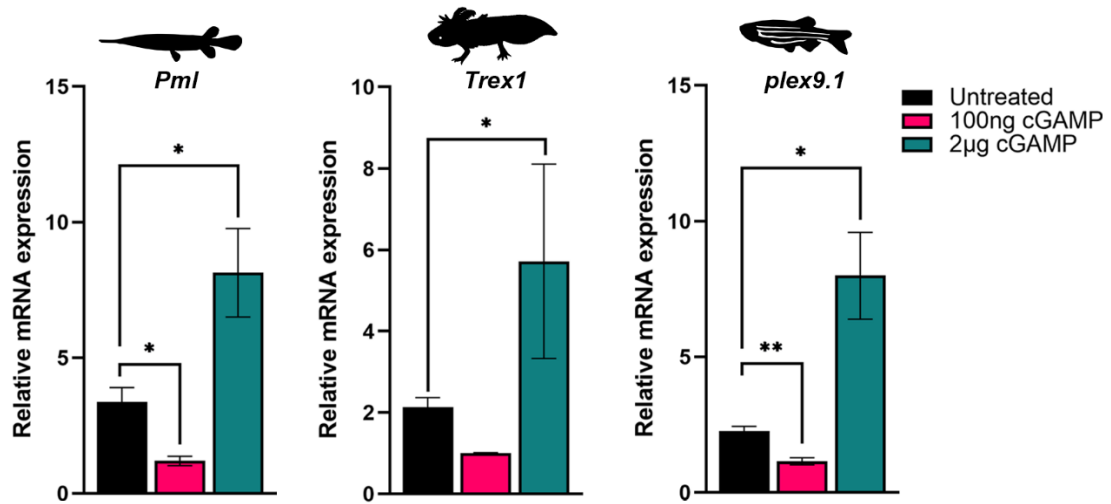 Pml
Trex1
plex9.1
Untreated
100ng cGAMP
2µg cGAMP
15
10
5
0
Relative mRNA expression
*
*
10
8
6
4
2
0
Relative mRNA expression
*
15
10
5
0
Relative mRNA expression
*
**